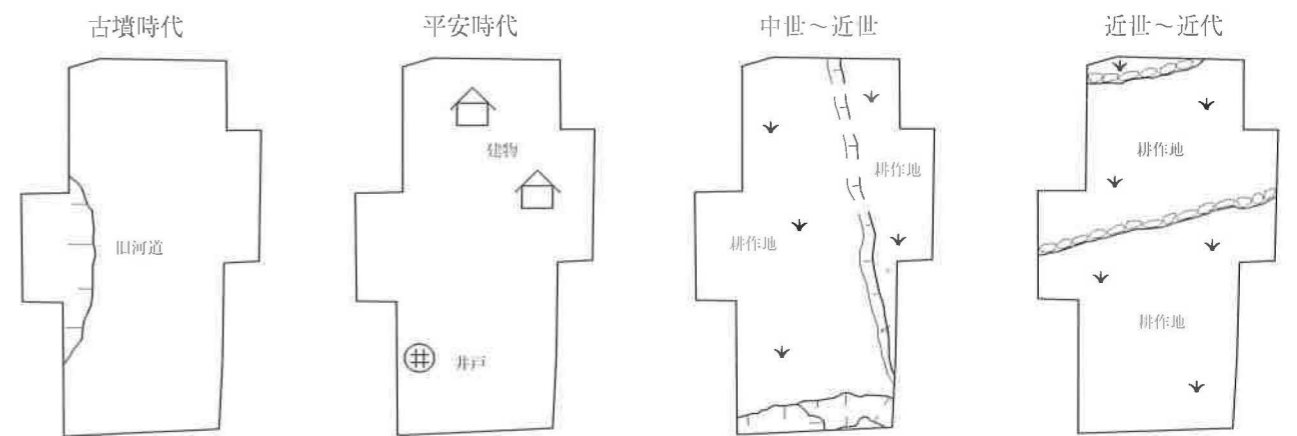 古墳時代
平安時代
中世～近世
近世～近代
旧河道
建物
井戸
耕作地
耕作地
耕作地
耕作地